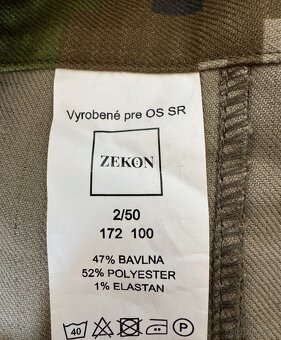 Vyrobené pre OS SR
ZEKON
2/50
172 100
47% BAVLNA
52% POLYESTER
1% ELASTAN
40 P